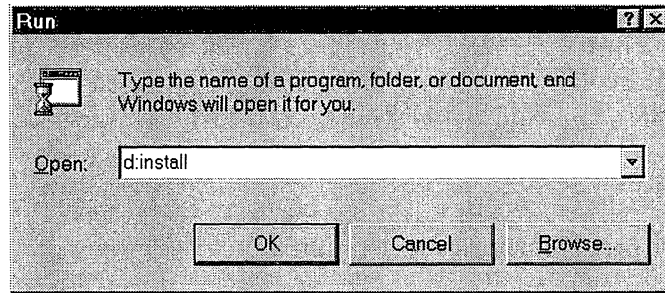 Run
Type the name of a program, folder, or document, and
Windows will open it for you.
Open: d:install
OK Cancel Browse...